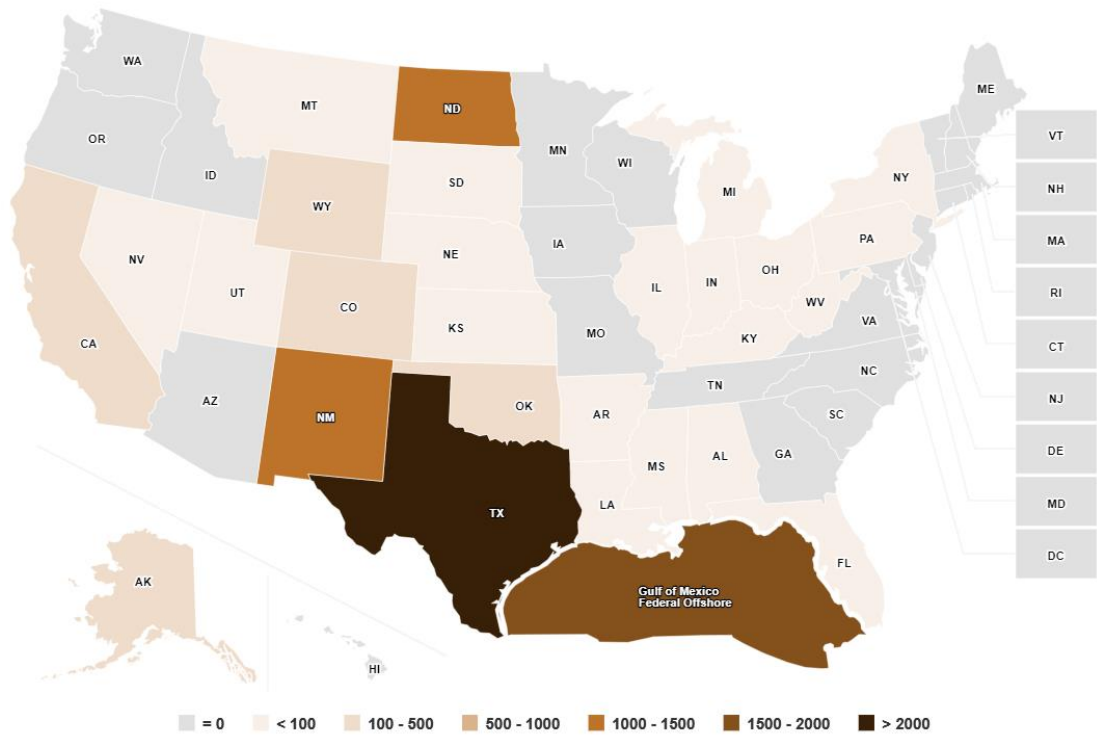 WA
MT
ND
ME
OR
MN
VT
ID
WI
SD
MI
NY
NH
WY
IA
NE
PA
MA
NV
OH
IL
IN
UT
RI
CO
WV
VA
KS
MO
KY
CA
CT
NC
TN
AZ
OK
NJ
NM
AR
SC
GA
DE
AL
MS
LA
MD
TX
DC
FL
AK
Gulf of Mexico
Federal Offshore
HI
= 0
< 100
100 - 500
500 - 1000
1000 - 1500
1500 - 2000
> 2000